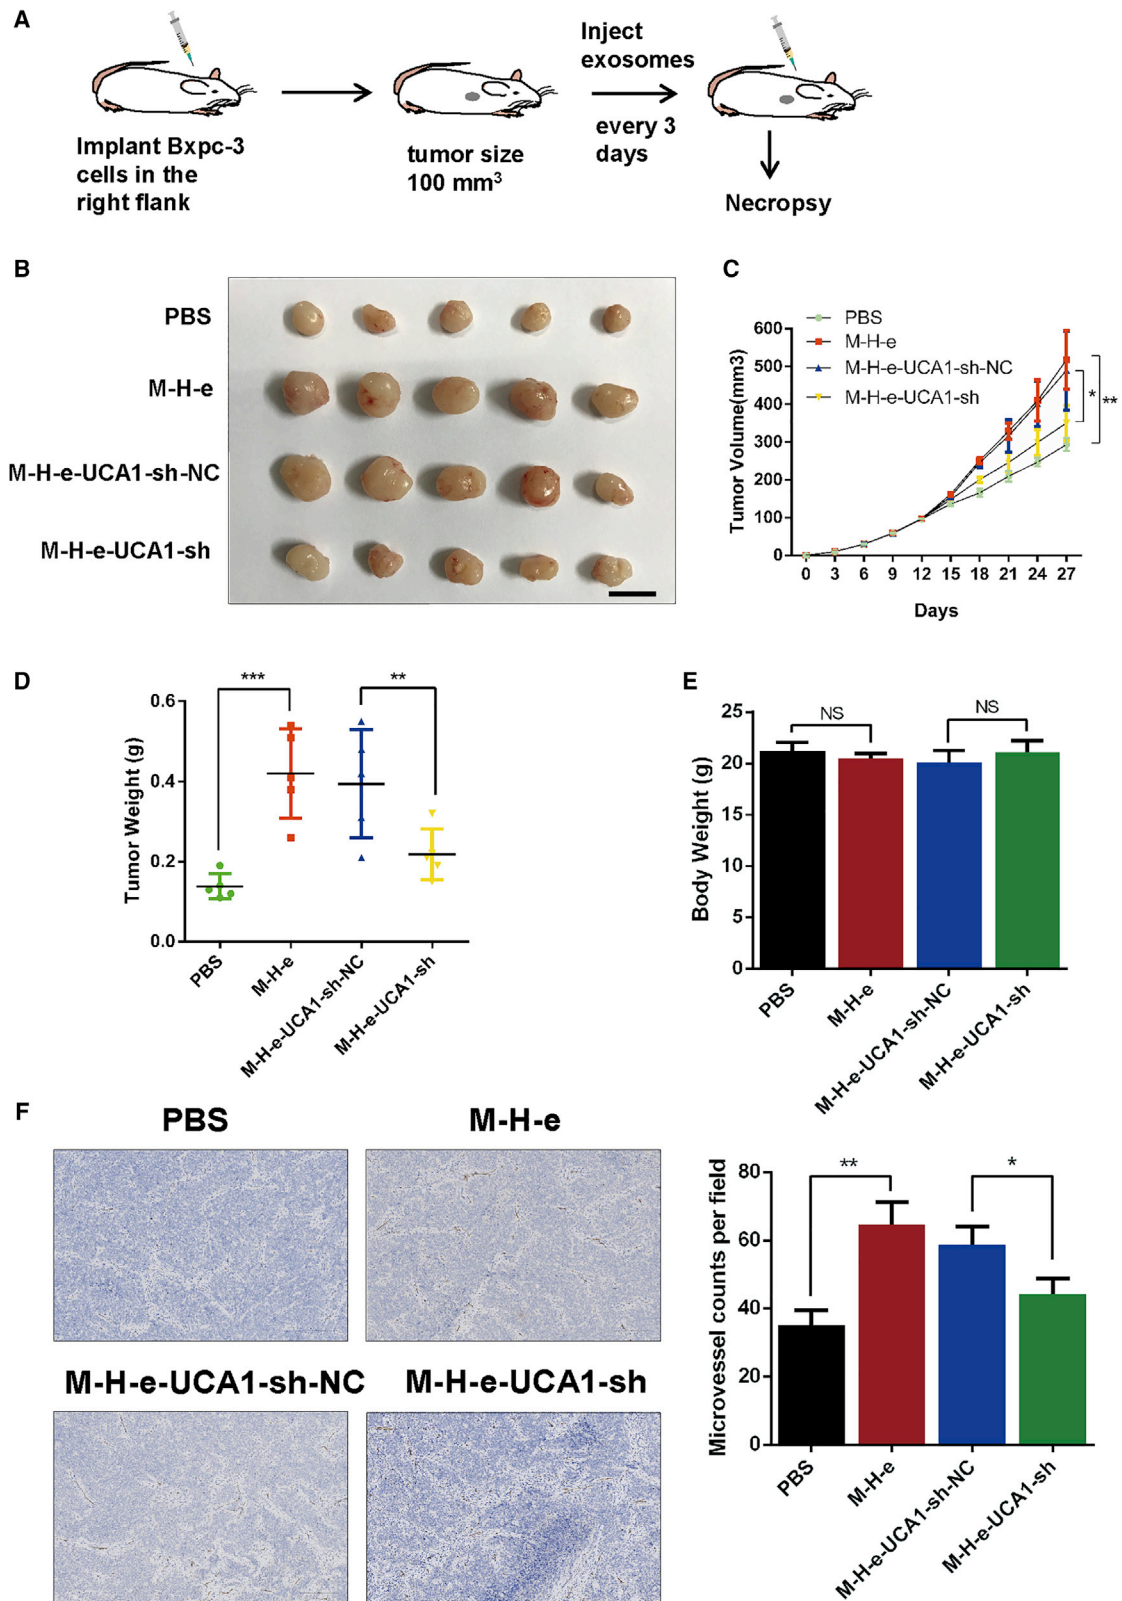 A
Implant Bxpc-3
cells in the
right flank
tumor size
100 mm³
Inject
exosomes
every 3
days
Necropsy
B
PBS
M-H-e
M-H-e-UCA1-sh-NC
M-H-e-UCA1-sh
C
Tumor Volume(mm3)
600
500
400
300
200
100
0
PBS
M-H-e
M-H-e-UCA1-sh-NC
M-H-e-UCA1-sh
*
**
0 3 6 9 12 15 18 21 24 27
Days
D
Tumor Weight (g)
0.6
0.4
0.2
0.0
***
**
PBS
M-H-e
M-H-e-UCA1-sh-NC
M-H-e-UCA1-sh
E
Body Weight (g)
25
20
15
10
5
0
NS
NS
PBS
M-H-e
M-H-e-UCA1-sh-NC
M-H-e-UCA1-sh
F
PBS
M-H-e
M-H-e-UCA1-sh-NC
M-H-e-UCA1-sh
Microvessel counts per field
80
60
40
20
0
**
*
PBS
M-H-e
M-H-e-UCA1-sh-NC
M-H-e-UCA1-sh